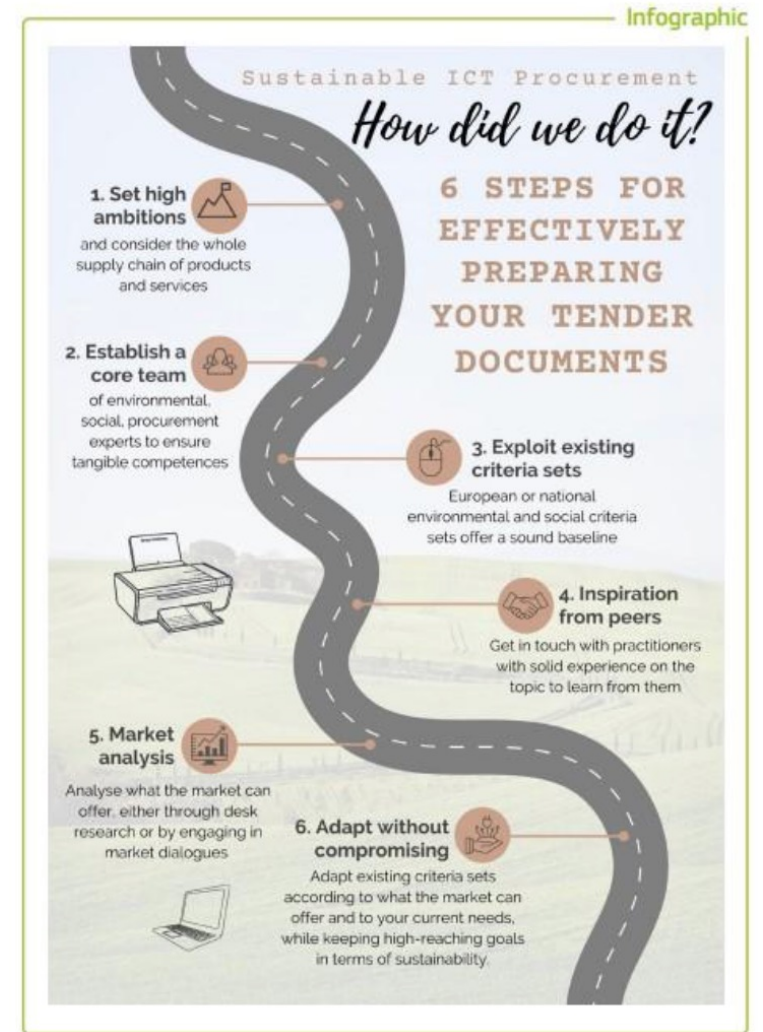 Infographic
Sustainable ICT Procurement
How did we do it?
6 STEPS FOR
EFFECTIVELY
PREPARING
YOUR TENDER
DOCUMENTS
1. Set high
ambitions
and consider the whole
supply chain of products
and services
2. Establish a
core team
of environmental,
social, procurement
experts to ensure
tangible competences
3. Exploit existing
criteria sets
European or national
environmental and social criteria
sets offer a sound baseline
4. Inspiration
from peers
Get in touch with practitioners
with solid experience on the
topic to learn from them
5. Market
analysis
Analyse what the market can
offer, either through desk
research or by engaging in
market dialogues
6. Adapt without
compromising
Adapt existing criteria sets
according to what the market can
offer and to your current needs,
while keeping high-reaching goals
in terms of sustainability.